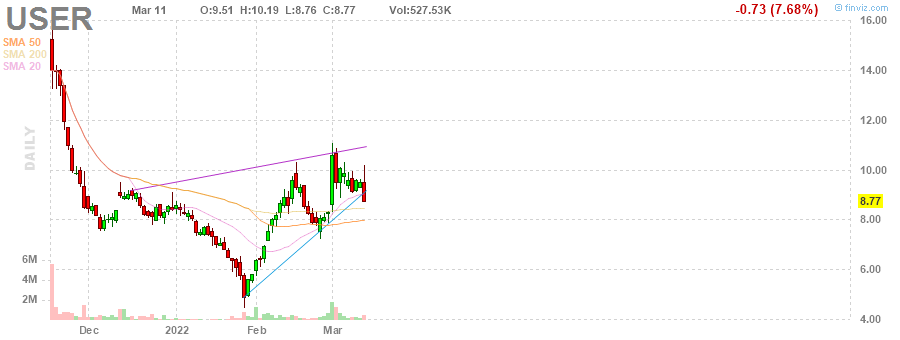 USER
Mar 11 O:9.51 H:10.19 L:8.76 C:8.77 Vol:527.53K
-0.73 (7.68%)
© finviz.com
SMA 50
SMA 200
SMA 20
DAILY
16.00
14.00
12.00
10.00
8.77
8.00
6.00
4.00
6M
4M
2M
Dec 2022 Feb Mar